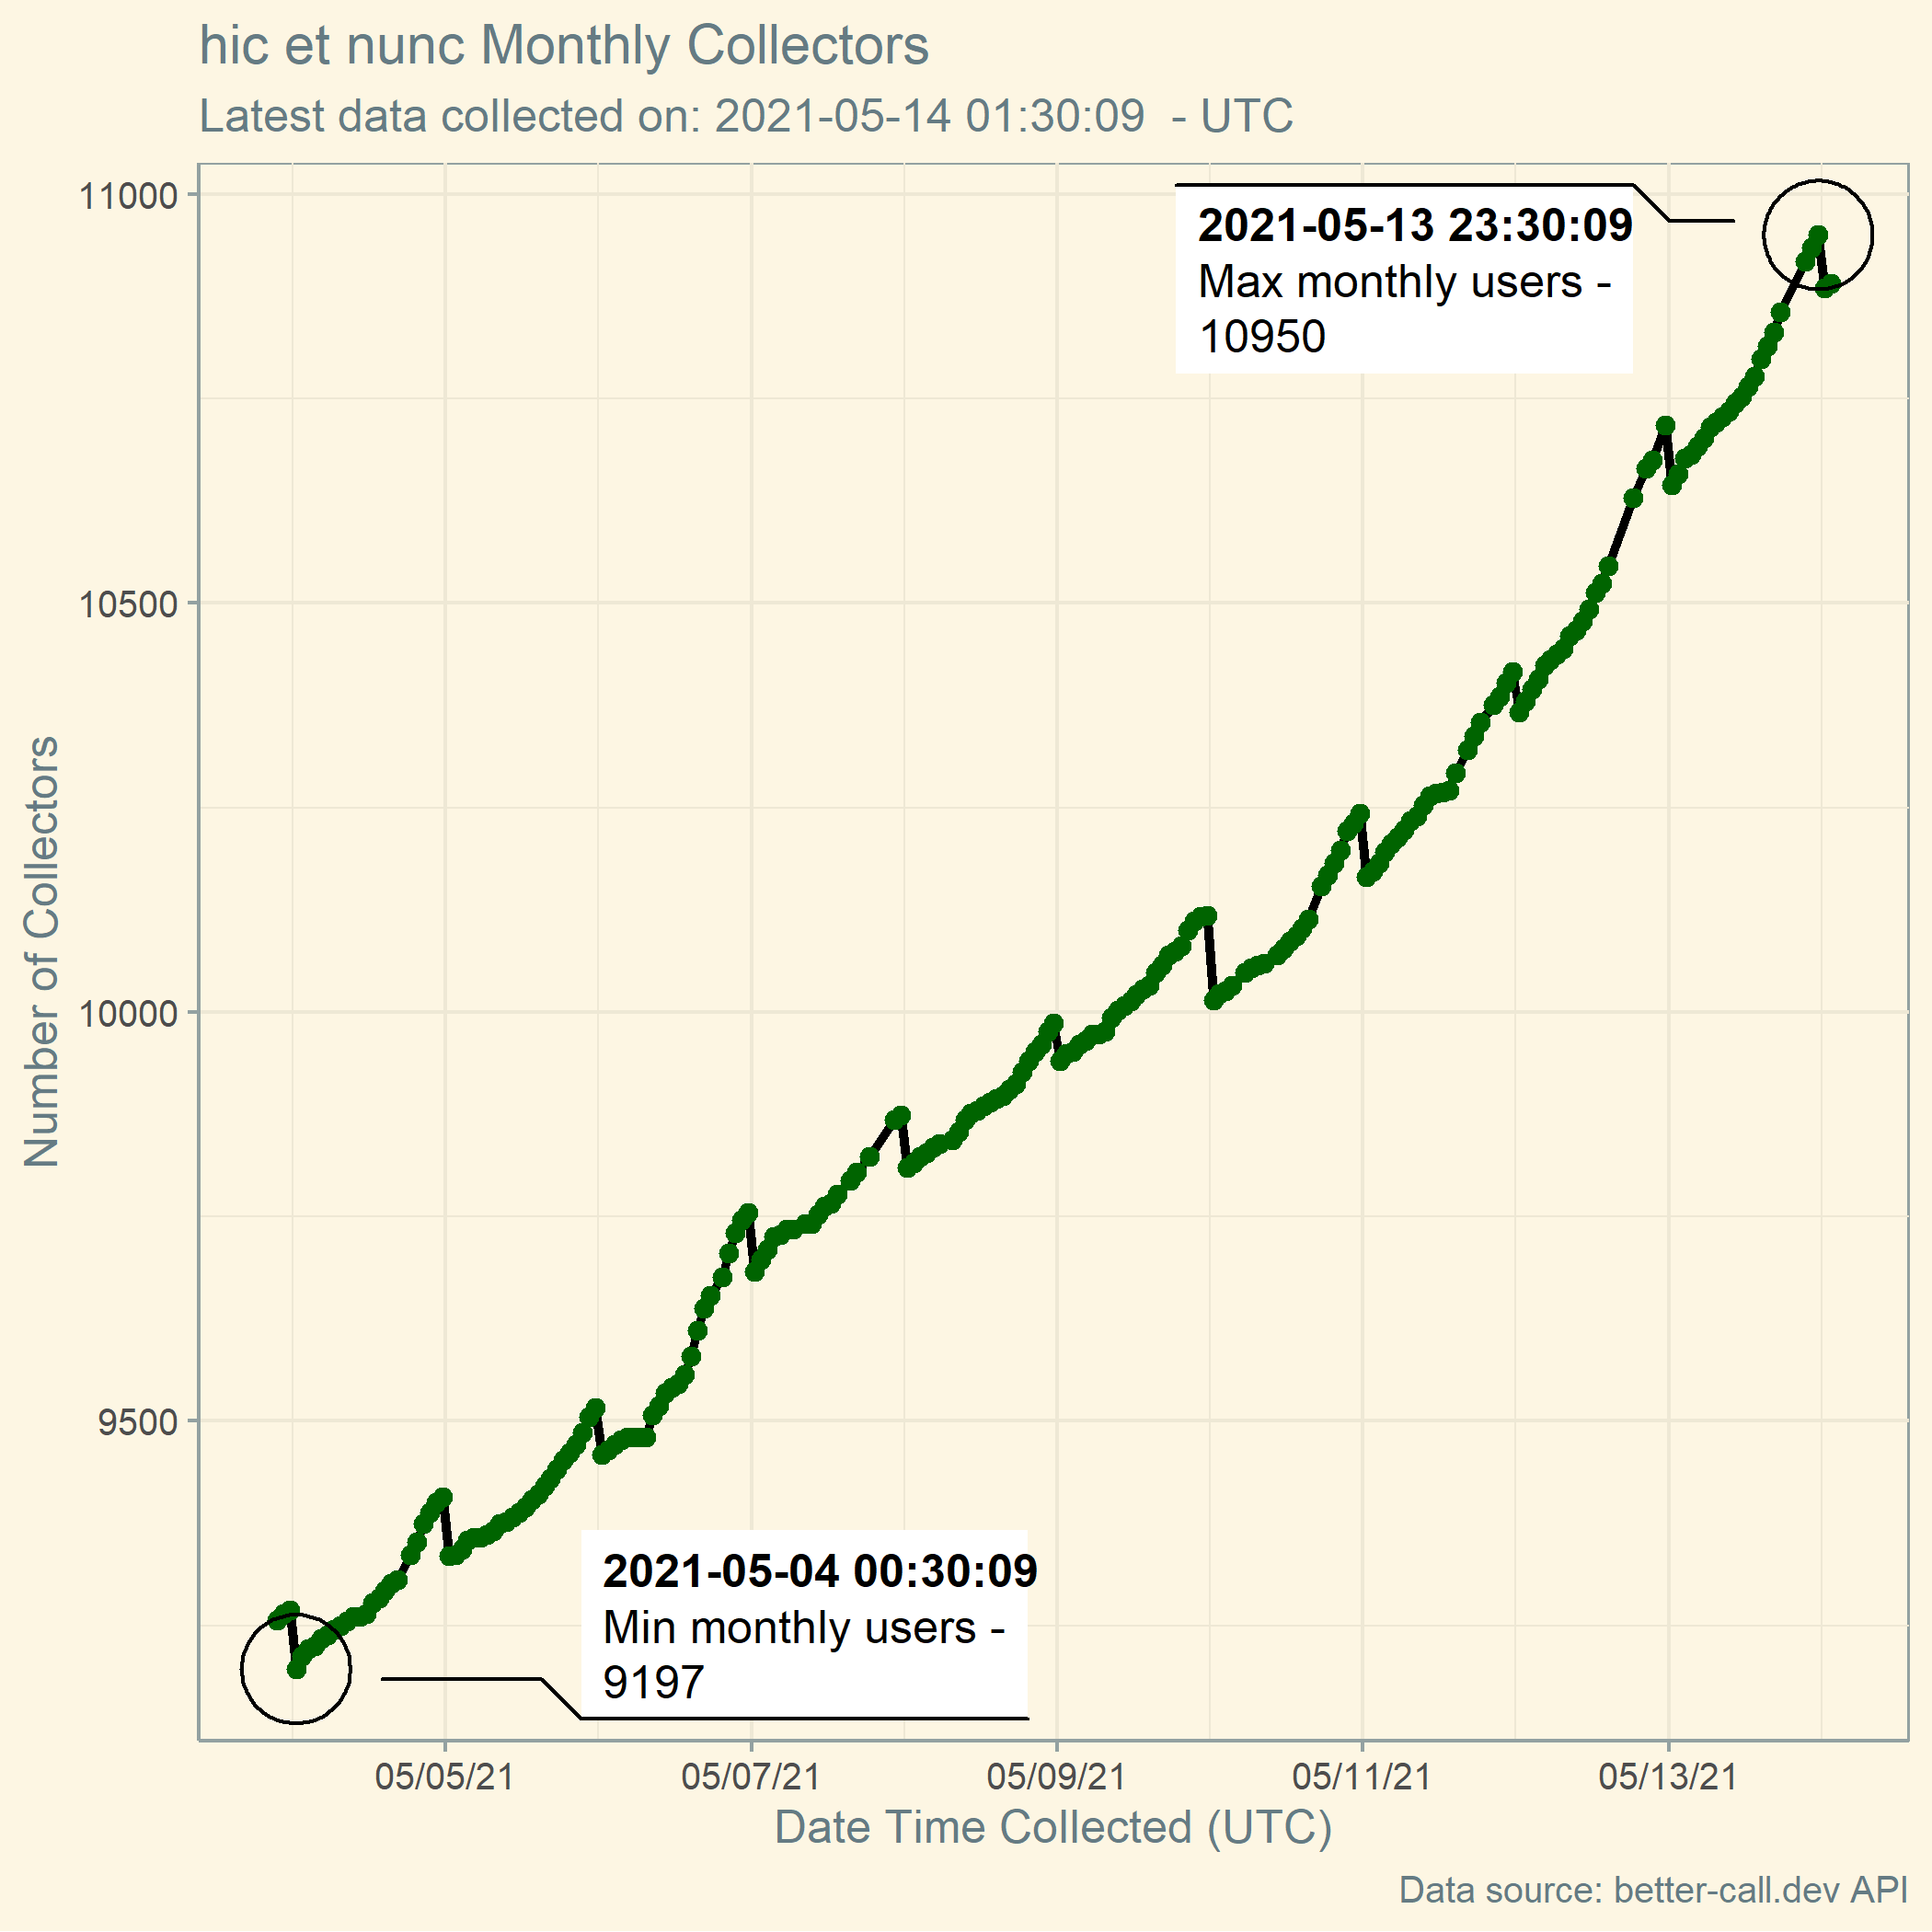 hic et nunc Monthly Collectors
Latest data collected on: 2021-05-14 01:30:09  - UTC
Number of Collectors
11000
10500
10000
9500
2021-05-13 23:30:09
Max monthly users -
10950
2021-05-04 00:30:09
Min monthly users -
9197
05/05/21
05/07/21
05/09/21
05/11/21
05/13/21
Date Time Collected (UTC)
Data source: better-call.dev API